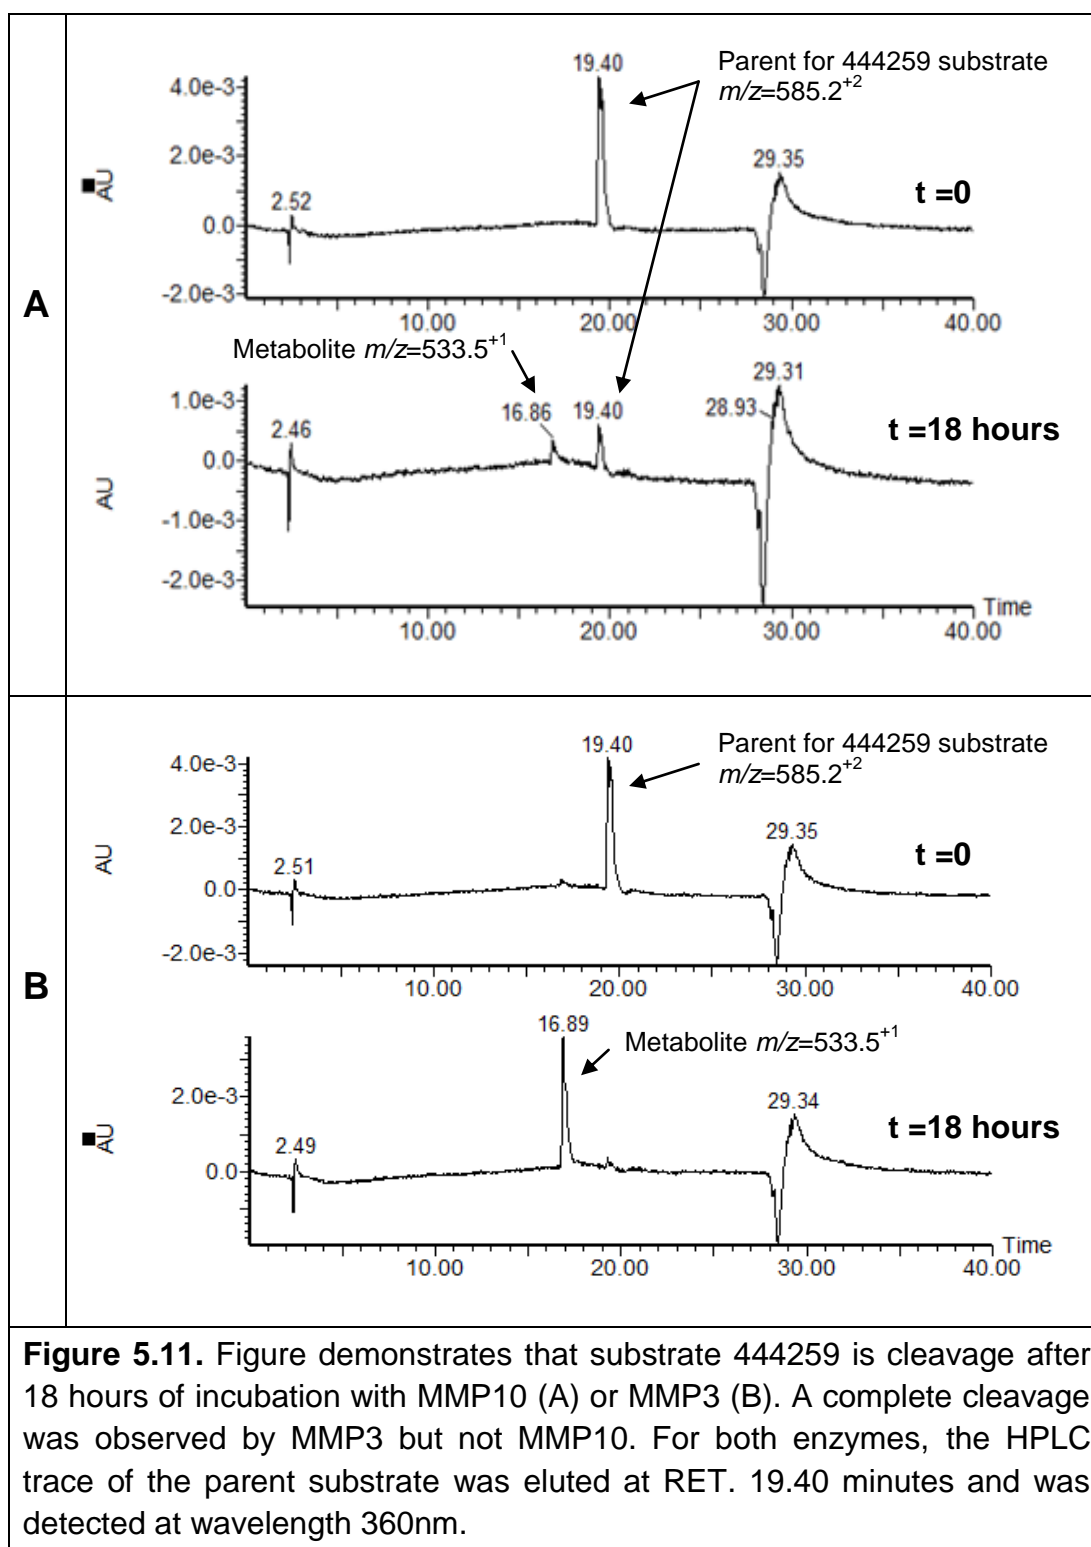 A
Parent for 444259 substrate
m/z=585.2+2
19.40
4.0e-3
2.0e-3
0.0
-2.0e-3
AU
2.52
29.35
t =0
10.00 20.00 30.00 40.00
Metabolite m/z=533.5+1
1.0e-3
0.0
-1.0e-3
-2.0e-3
AU
2.46
16.86
19.40
28.93
29.31
t =18 hours
Time
10.00 20.00 30.00 40.00
B
19.40
Parent for 444259 substrate
m/z=585.2+2
4.0e-3
2.0e-3
0.0
-2.0e-3
AU
2.51
29.35
t =0
10.00 20.00 30.00 40.00
16.89
Metabolite m/z=533.5+1
2.0e-3
0.0
AU
2.49
29.34
t =18 hours
Time
10.00 20.00 30.00 40.00
Figure 5.11. Figure demonstrates that substrate 444259 is cleavage after
18 hours of incubation with MMP10 (A) or MMP3 (B). A complete cleavage
was observed by MMP3 but not MMP10. For both enzymes, the HPLC
trace of the parent substrate was eluted at RET. 19.40 minutes and was
detected at wavelength 360nm.